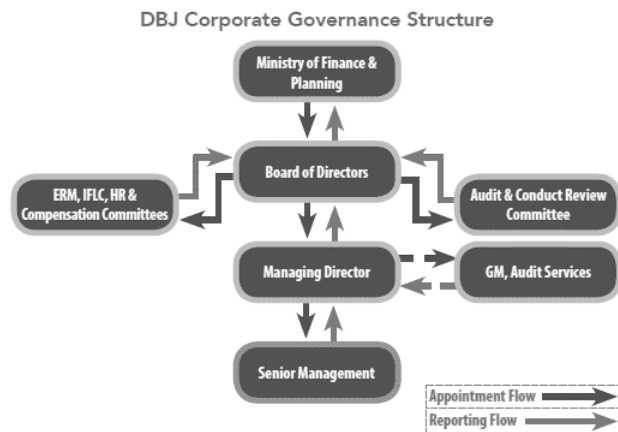 DBJ Corporate Governance Structure
Ministry of Finance &
Planning
Board of Directors
ERM, IFLC, HR &
Compensation Committees
Audit & Conduct Review
Committee
Managing Director
GM, Audit Services
Senior Management
Appointment Flow
Reporting Flow